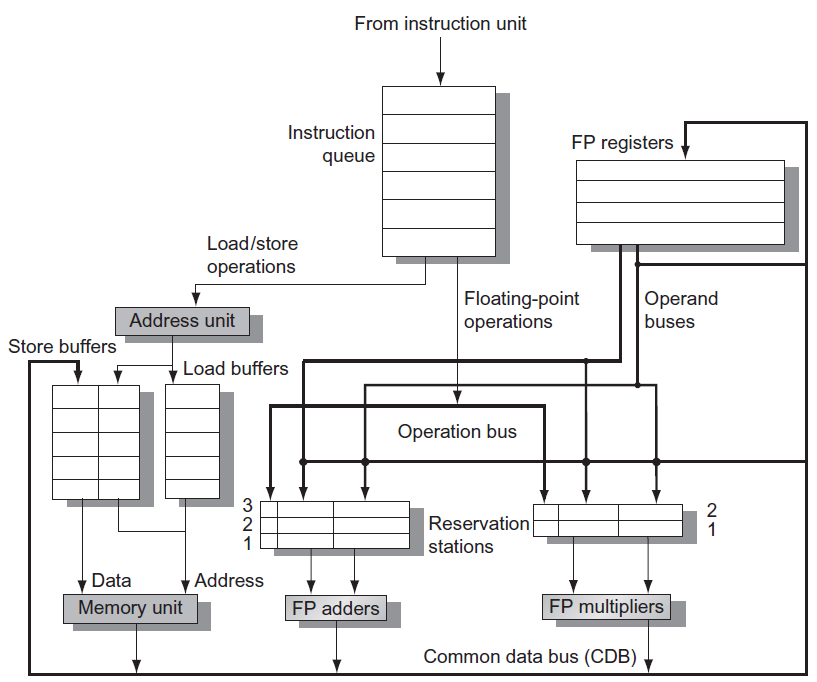 From instruction unit
Instruction
queue
FP registers
Load/store
operations
Floating-point
operations
Operand
buses
Address unit
Store buffers
Load buffers
Operation bus
3
2
1
Reservation
stations
2
1
Data
Address
Memory unit
FP adders
FP multipliers
Common data bus (CDB)